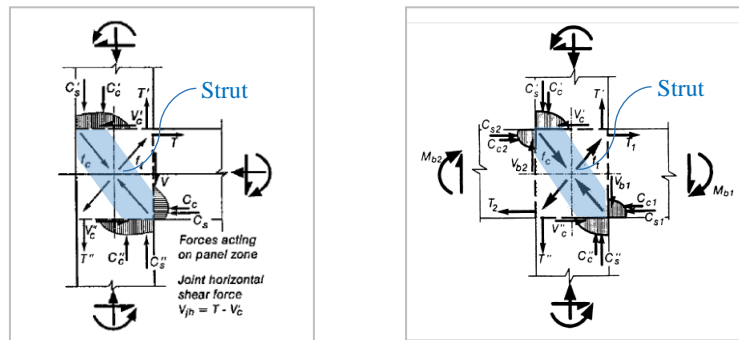 C's C'c T'
Strut
V'c
T
fc ft
V
Cc
Cs
V"c
T" C"c C"s
Forces acting
on panel zone
Joint horizontal
shear force
Vjh = T - V'c
C's C'c T'
Strut
V'c
Cs2
Cc2
T1
Mb2 fc ft
Vb2 Vb1
Mb1
Cc1
Cs1
T2
V"c
T" C"c C"s